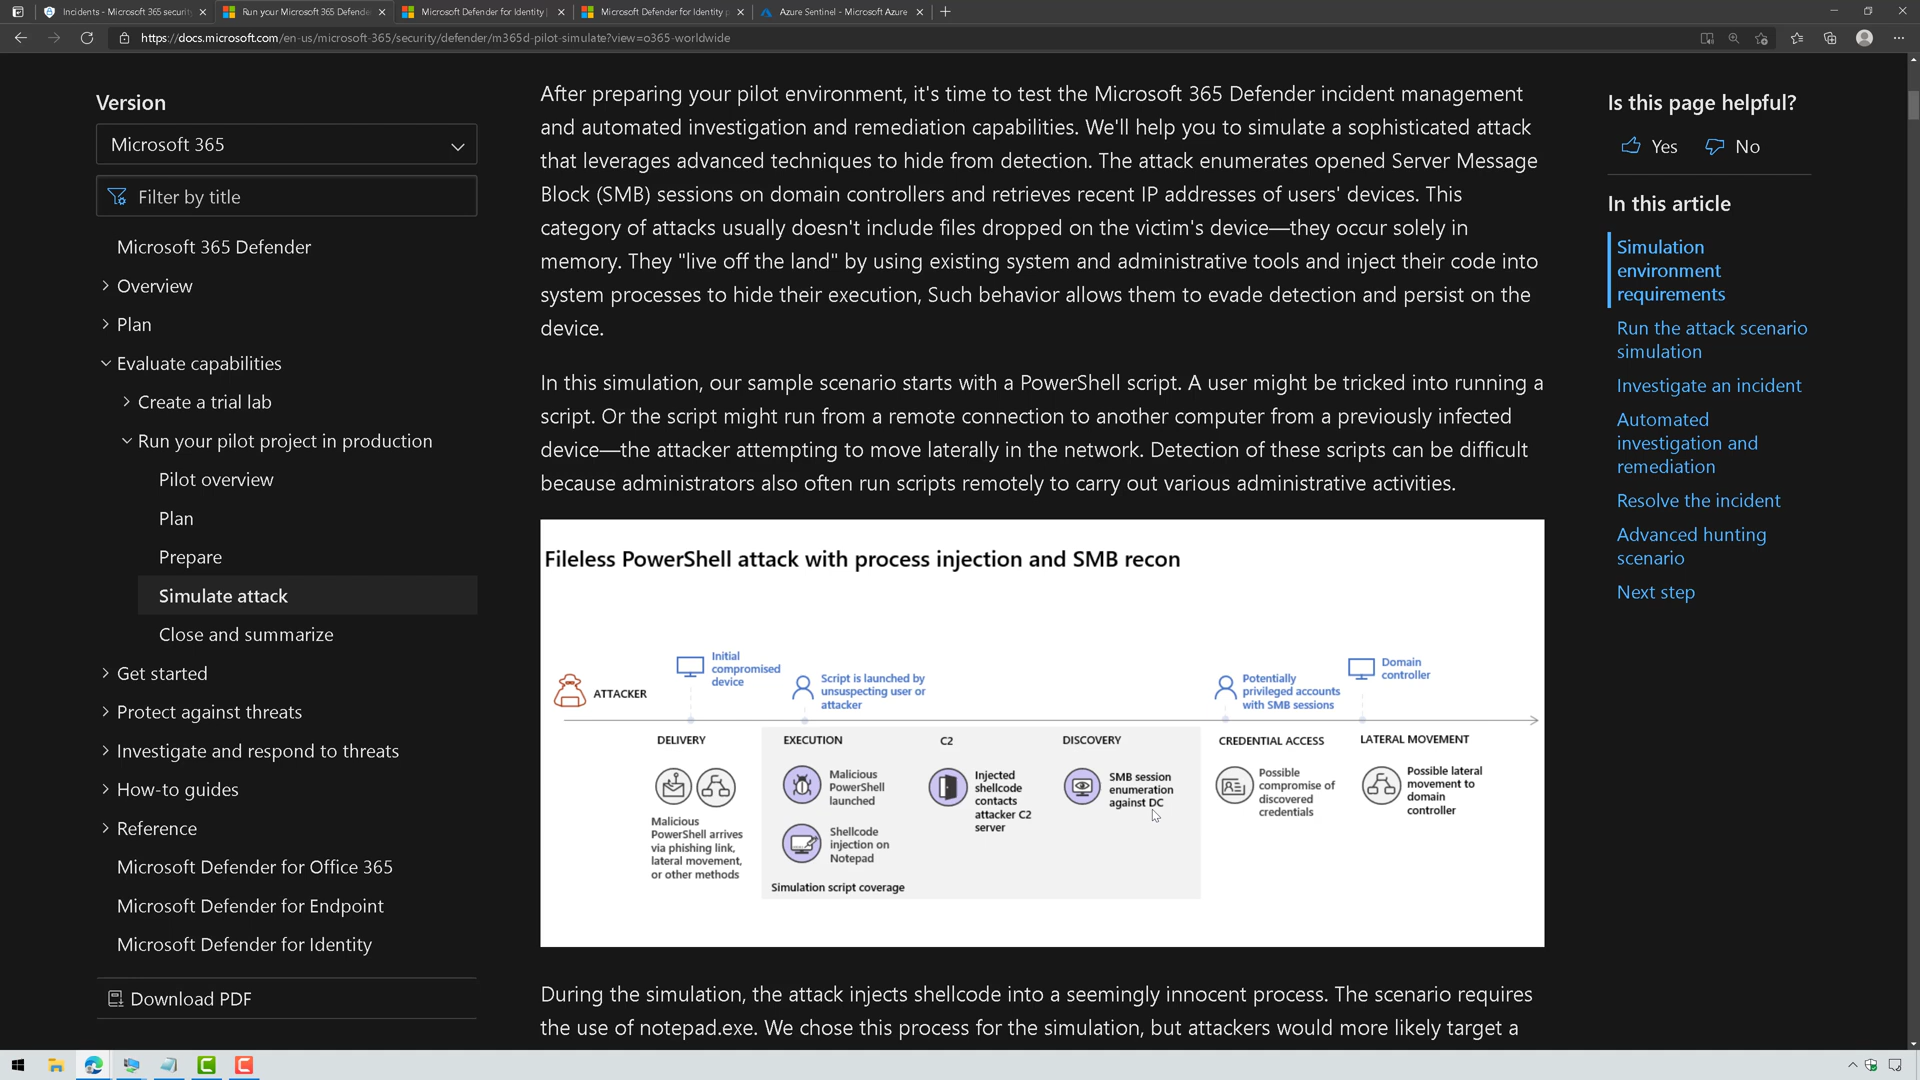 Incidents - Microsoft 365 securit
Run your Microsoft 365 Defende
Microsoft Defender for Identity |
Microsoft Defender for Identity p
Azure Sentinel - Microsoft Azure
https://docs.microsoft.com/en-us/microsoft-365/security/defender/m365d-pilot-simulate?view=o365-worldwide
Version
Microsoft 365
Filter by title
Microsoft 365 Defender
Overview
Plan
Evaluate capabilities
Create a trial lab
Run your pilot project in production
Pilot overview
Plan
Prepare
Simulate attack
Close and summarize
Get started
Protect against threats
Investigate and respond to threats
How-to guides
Reference
Microsoft Defender for Office 365
Microsoft Defender for Endpoint
Microsoft Defender for Identity
Download PDF
After preparing your pilot environment, it's time to test the Microsoft 365 Defender incident management
and automated investigation and remediation capabilities. We'll help you to simulate a sophisticated attack
that leverages advanced techniques to hide from detection. The attack enumerates opened Server Message
Block (SMB) sessions on domain controllers and retrieves recent IP addresses of users' devices. This
category of attacks usually doesn't include files dropped on the victim's device—they occur solely in
memory. They "live off the land" by using existing system and administrative tools and inject their code into
system processes to hide their execution, Such behavior allows them to evade detection and persist on the
device.
In this simulation, our sample scenario starts with a PowerShell script. A user might be tricked into running a
script. Or the script might run from a remote connection to another computer from a previously infected
device—the attacker attempting to move laterally in the network. Detection of these scripts can be difficult
because administrators also often run scripts remotely to carry out various administrative activities.
Fileless PowerShell attack with process injection and SMB recon
ATTACKER
Initial
compromised
device
Script is launched by
unsuspecting user or
attacker
Potentially
privileged accounts
with SMB sessions
Domain
controller
DELIVERY
Malicious
PowerShell arrives
via phishing link,
lateral movement,
or other methods
EXECUTION
Malicious
PowerShell
launched
Shellcode
injection on
Notepad
Simulation script coverage
C2
Injected
shellcode
contacts
attacker C2
server
DISCOVERY
SMB session
enumeration
against DC
CREDENTIAL ACCESS
Possible
compromise of
discovered
credentials
LATERAL MOVEMENT
Possible lateral
movement to
domain
controller
During the simulation, the attack injects shellcode into a seemingly innocent process. The scenario requires
the use of notepad.exe. We chose this process for the simulation, but attackers would more likely target a
Is this page helpful?
Yes
No
In this article
Simulation
environment
requirements
Run the attack scenario
simulation
Investigate an incident
Automated
investigation and
remediation
Resolve the incident
Advanced hunting
scenario
Next step